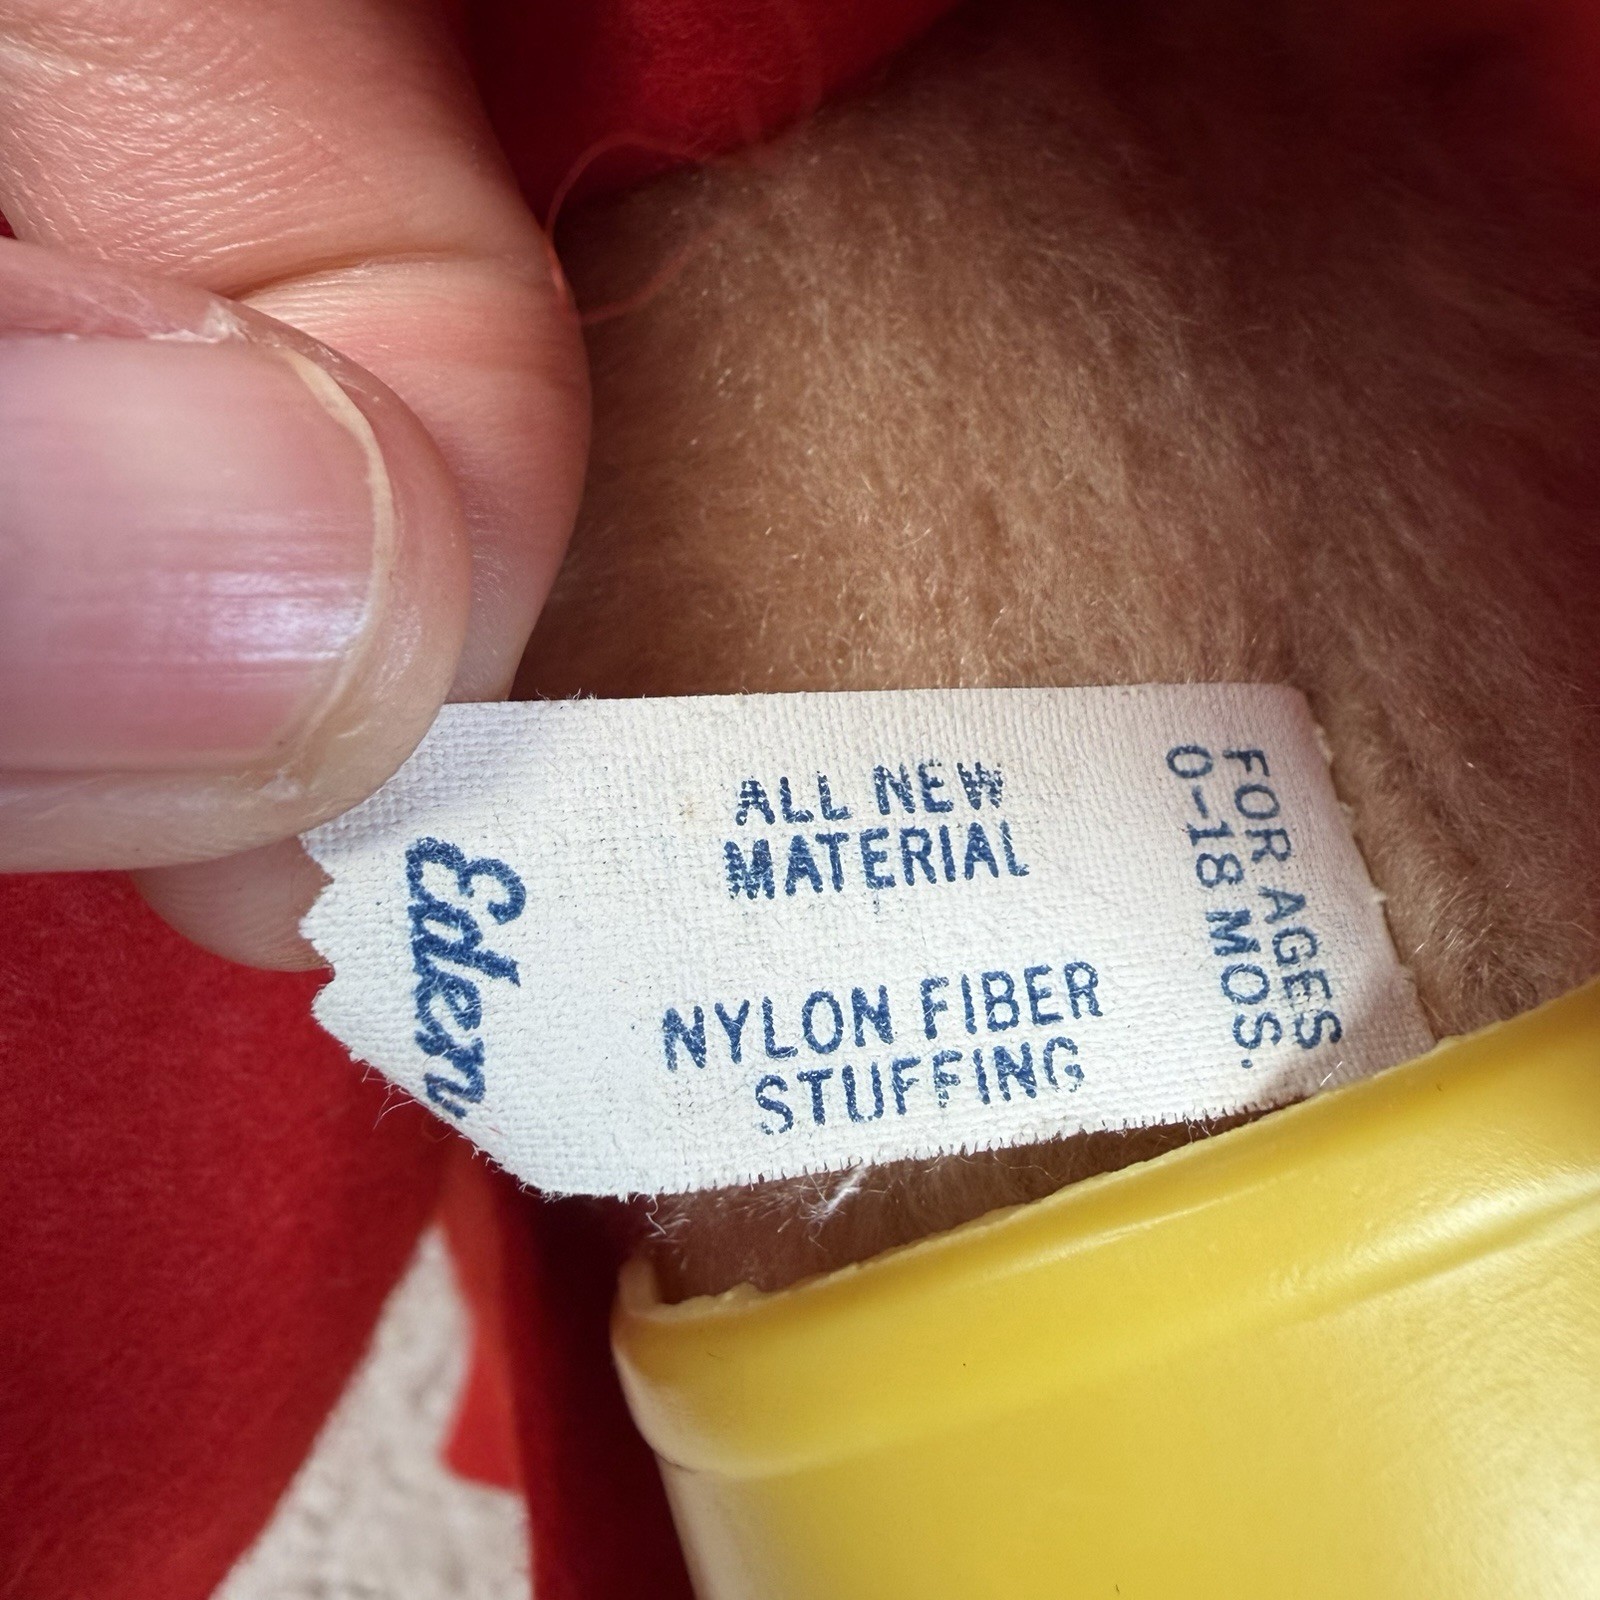 ALL NEW
MATERIAL
NYLON FIBER
STUFFING
Eden
FOR AGES
0-18 MOS.